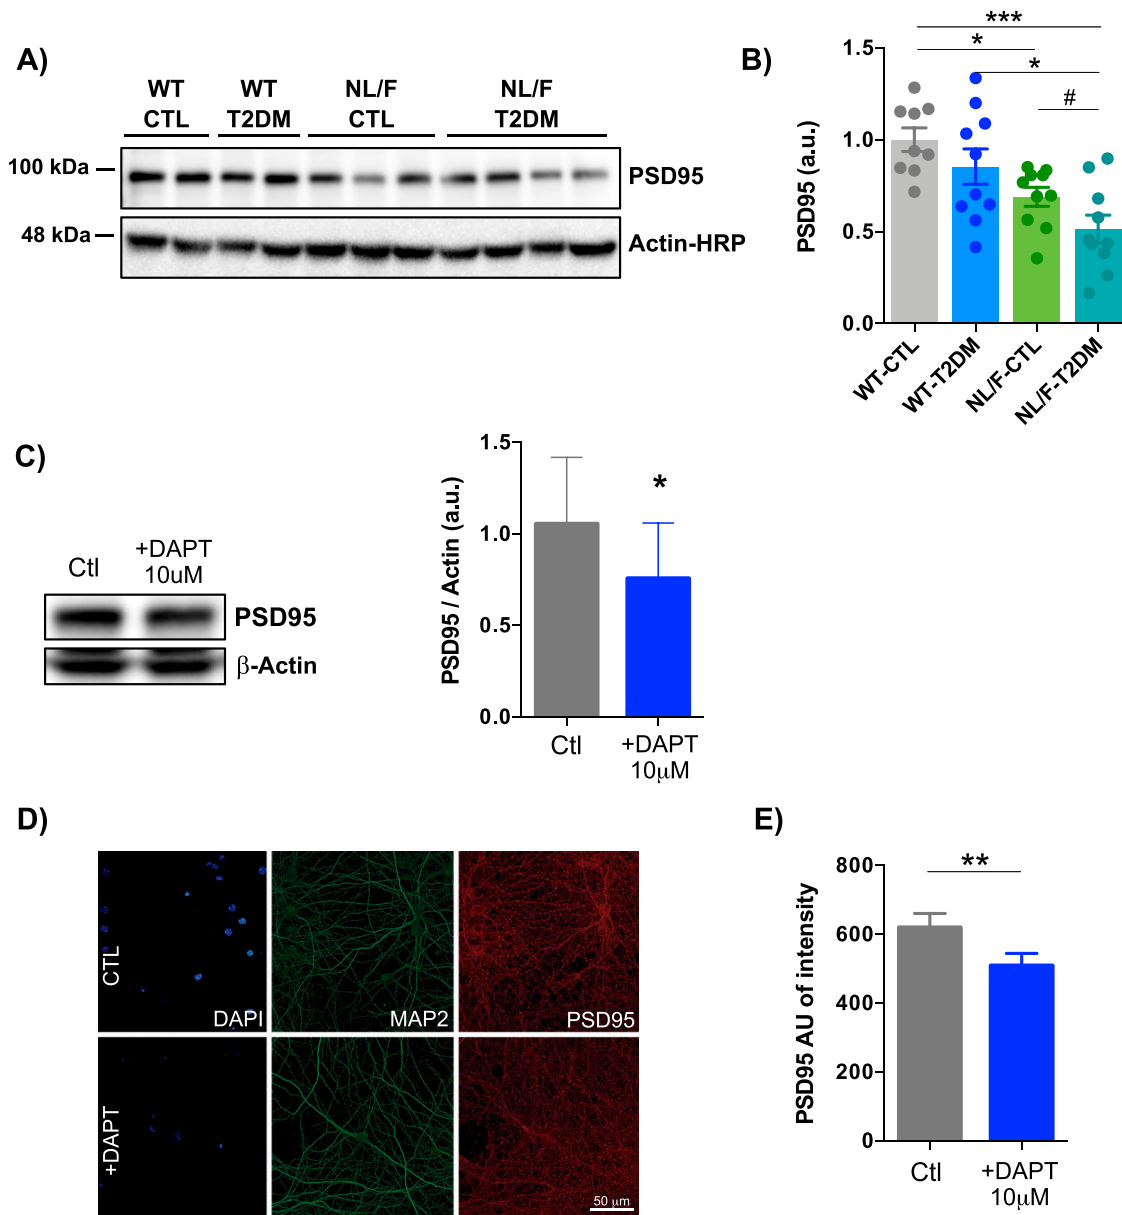 A)
WT
CTL
WT
T2DM
NL/F
CTL
NL/F
T2DM
100 kDa
PSD95
48 kDa
Actin-HRP
B)
***
*
*
#
PSD95 (a.u.)
1.5
1.0
0.5
0.0
WT-CTL
WT-T2DM
NL/F-CTL
NL/F-T2DM
C)
Ctl
+DAPT
10uM
PSD95
β-Actin
PSD95 / Actin (a.u.)
1.5
1.0
0.5
0.0
*
Ctl
+DAPT
10μM
D)
CTL
DAPI
MAP2
PSD95
+DAPT
50 μm
E)
PSD95 AU of intensity
800
600
400
200
0
**
Ctl
+DAPT
10μM